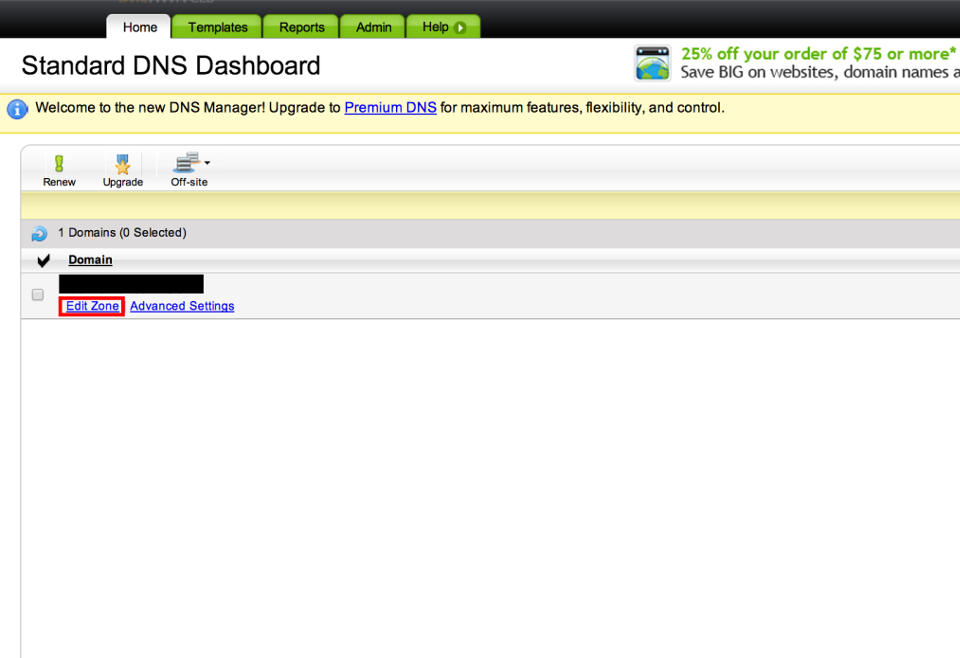 Home Templates Reports Admin Help
Standard DNS Dashboard
25% off your order of $75 or more*
Save BIG on websites, domain names a
Welcome to the new DNS Manager! Upgrade to Premium DNS for maximum features, flexibility, and control.
Renew Upgrade Off-site
1 Domains (0 Selected)
Domain
Edit Zone Advanced Settings